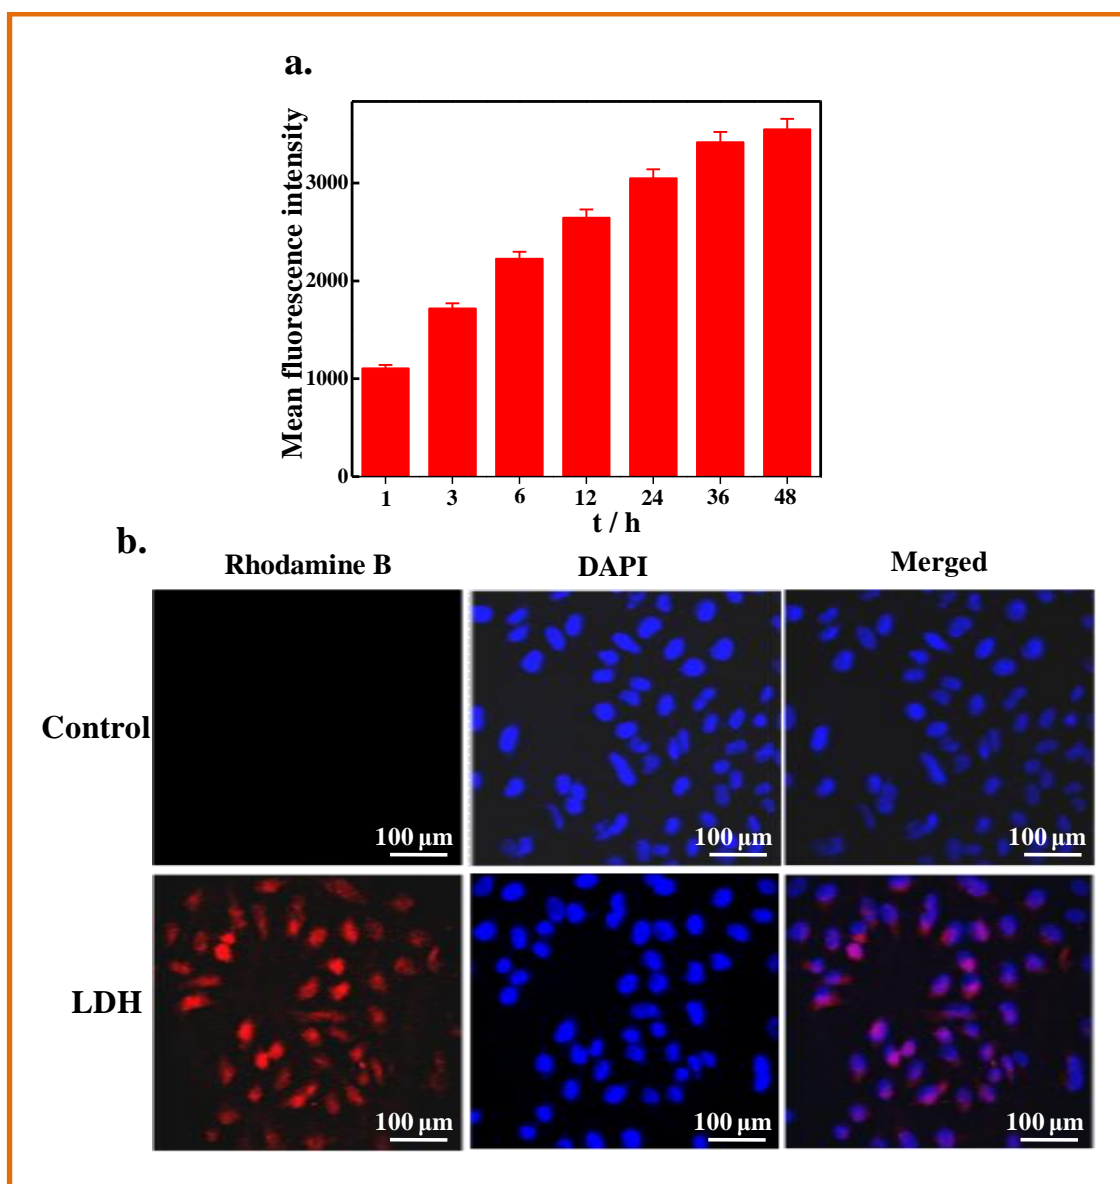 a.
Mean fluorescence intensity
3000
2000
1000
0
1 3 6 12 24 36 48
t / h
b.
Rhodamine B DAPI Merged
Control
100 μm 100 μm 100 μm
LDH
100 μm 100 μm 100 μm